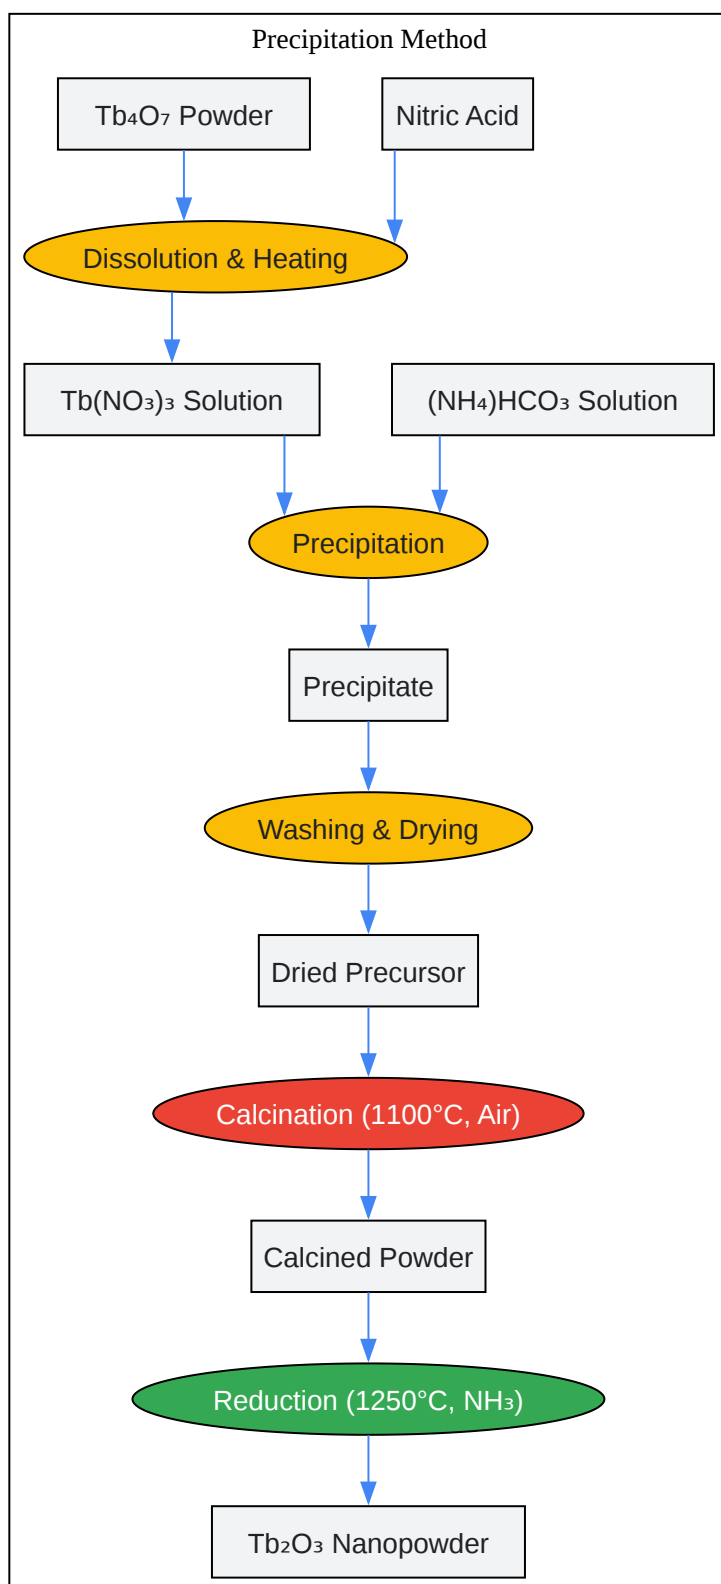 Precipitation Method
Tb₄O₇ Powder
Nitric Acid
Dissolution & Heating
Tb(NO₃)₃ Solution
(NH₄)HCO₃ Solution
Precipitation
Precipitate
Washing & Drying
Dried Precursor
Calcination (1100°C, Air)
Calcined Powder
Reduction (1250°C, NH₃)
Tb₂O₃ Nanopowder